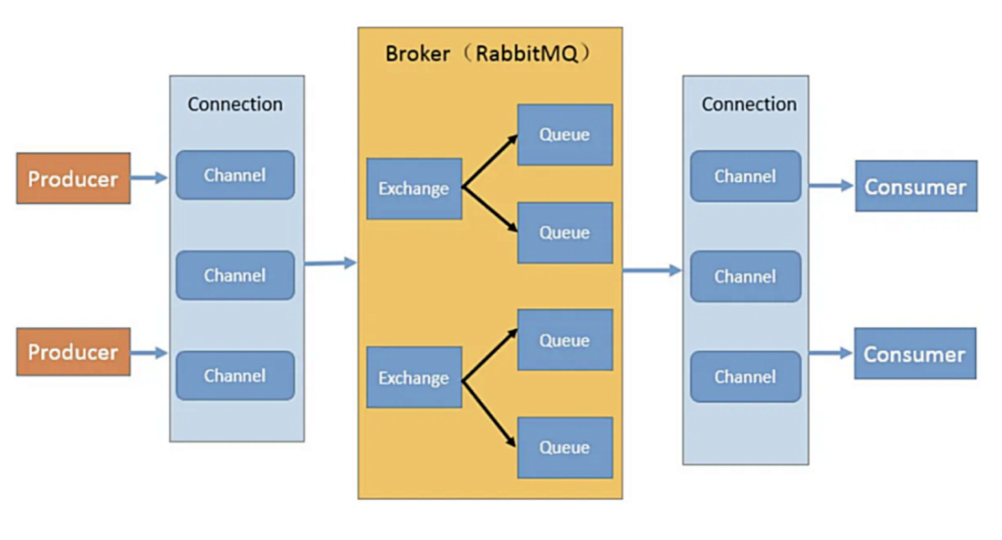 Broker（RabbitMQ）
Connection
Connection
Producer
Channel
Exchange
Queue
Queue
Channel
Consumer
Channel
Channel
Producer
Channel
Exchange
Queue
Queue
Channel
Consumer